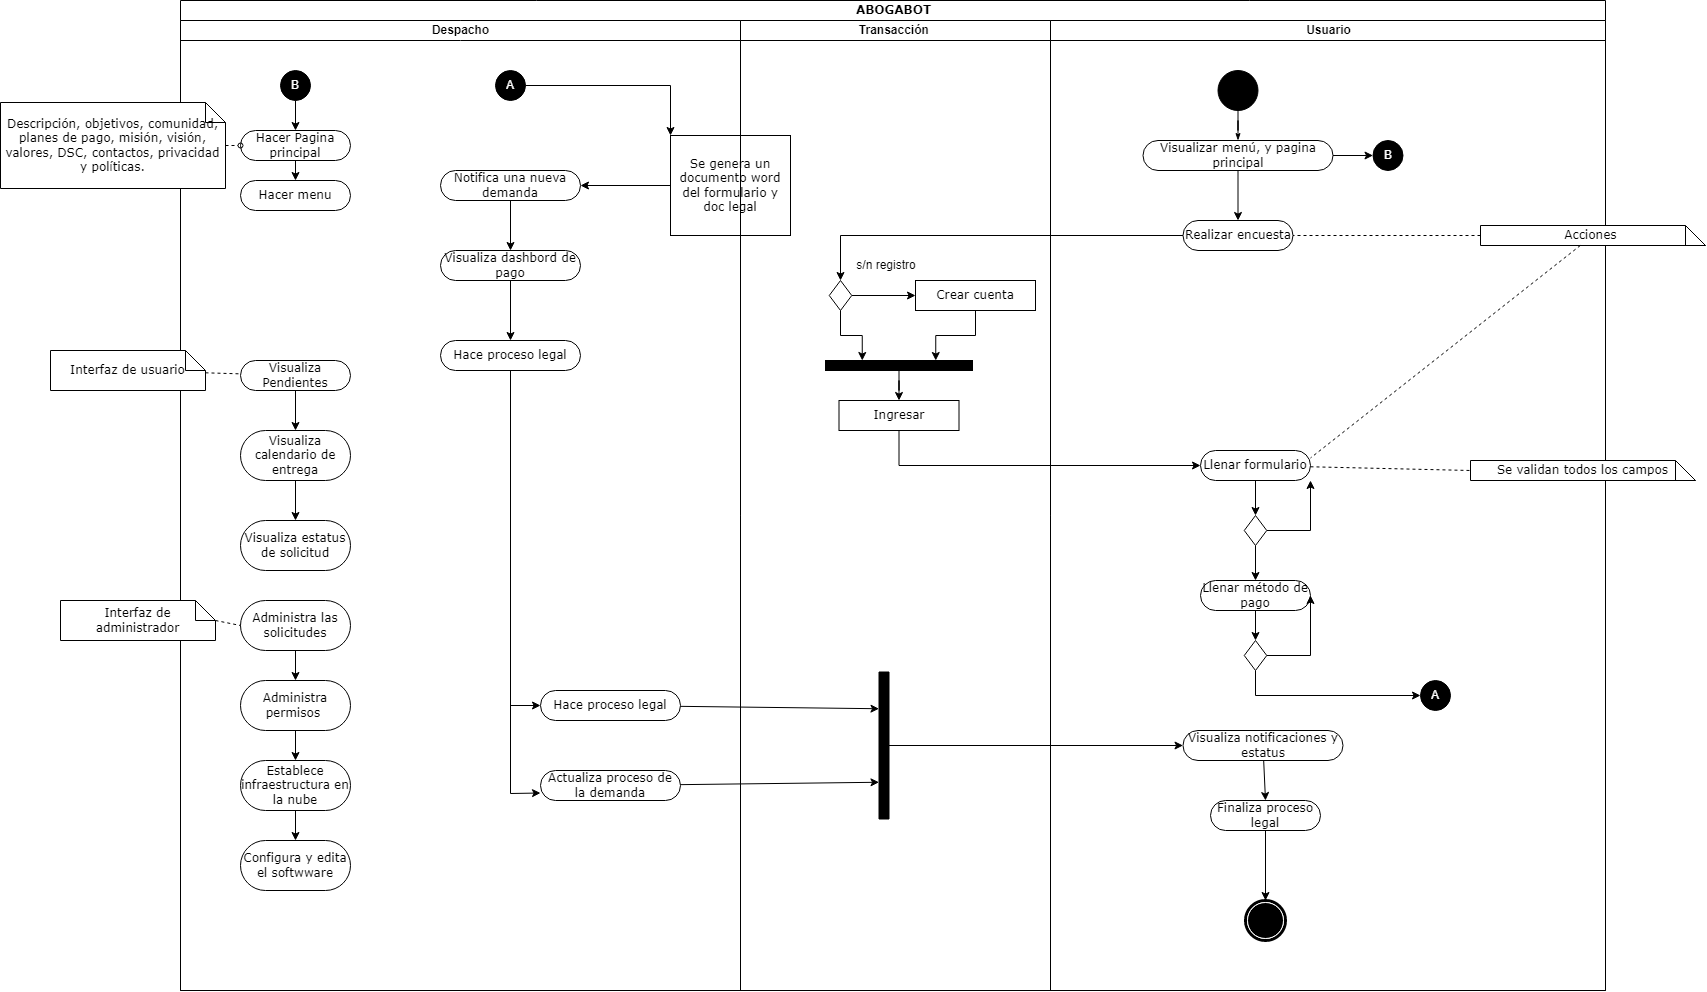 ABOGABOT
Despacho
Transacción
Usuario
B
A
Descripción, objetivos, comunidad,
planes de pago, misión, visión,
valores, DSC, contactos, privacidad
y políticas.
Hacer Pagina
principal
Hacer menu
Se genera un
documento word
del formulario y
doc legal
Notifica una nueva
demanda
Visualiza dashbord de
pago
Hace proceso legal
Visualizar menú, y pagina
principal
B
Realizar encuesta
Acciones
s/n registro
Crear cuenta
Ingresar
Interfaz de usuario
Visualiza
Pendientes
Visualiza
calendario de
entrega
Visualiza estatus
de solicitud
Llenar formulario
Se validan todos los campos
Llenar método de
pago
A
Interfaz de
administrador
Administra las
solicitudes
Administra
permisos
Establece
infraestructura en
la nube
Configura y edita
el softwware
Hace proceso legal
Actualiza proceso de
la demanda
Visualiza notificaciones y
estatus
Finaliza proceso
legal